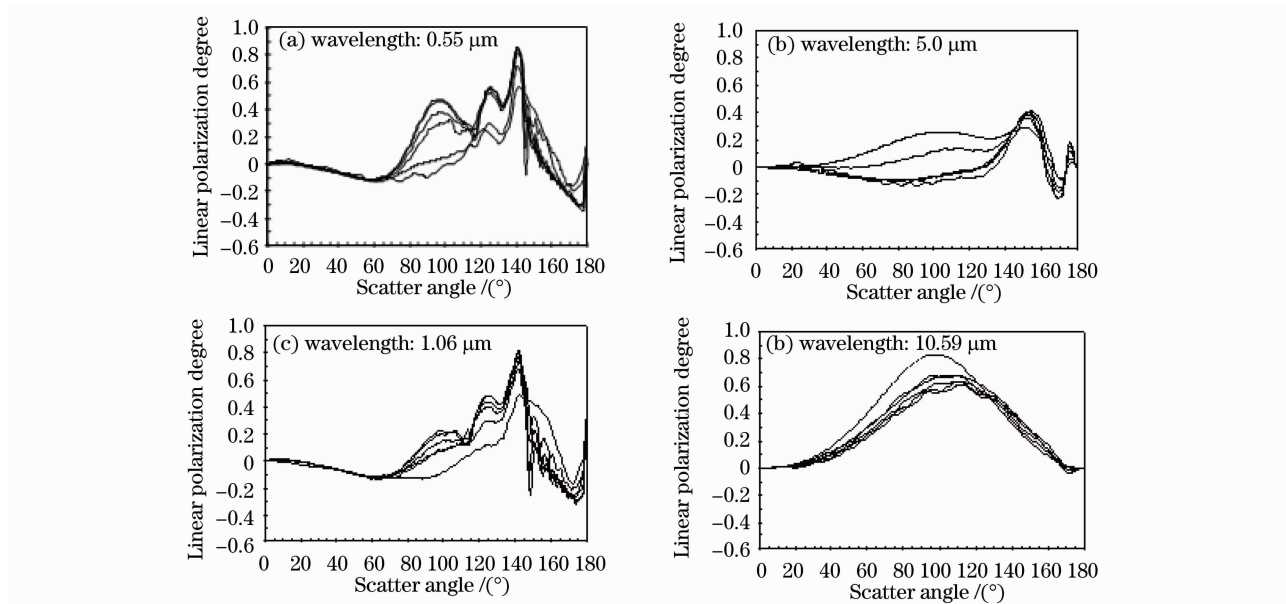 (a) wavelength: 0.55 μm
Linear polarization degree
1.0
0.8
0.6
0.4
0.2
0
−0.2
−0.4
−0.6
0 20 40 60 80 100 120 140 160 180
Scatter angle /(°)
(b) wavelength: 5.0 μm
Linear polarization degree
1.0
0.8
0.6
0.4
0.2
0
−0.2
−0.4
−0.6
0 20 40 60 80 100 120 140 160 180
Scatter angle /(°)
(c) wavelength: 1.06 μm
Linear polarization degree
1.0
0.8
0.6
0.4
0.2
0
−0.2
−0.4
−0.6
0 20 40 60 80 100 120 140 160 180
Scatter angle /(°)
(b) wavelength: 10.59 μm
Linear polarization degree
1.0
0.8
0.6
0.4
0.2
0
−0.2
−0.4
−0.6
0 20 40 60 80 100 120 140 160 180
Scatter angle /(°)